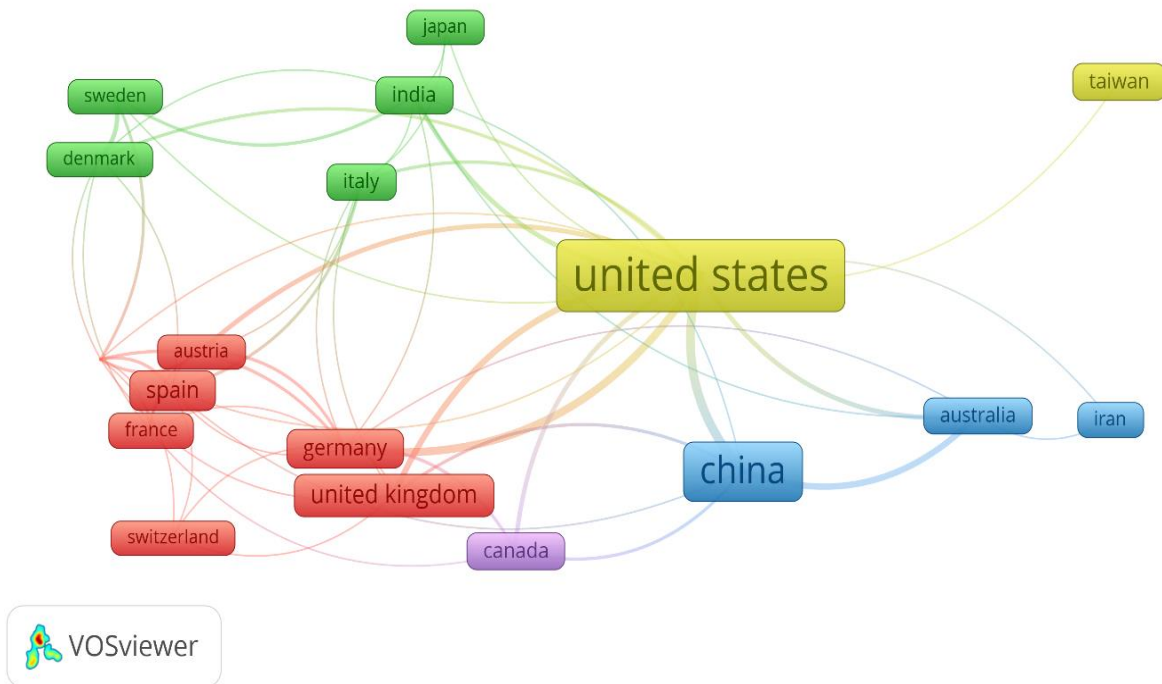 japan
taiwan
sweden
india
denmark
italy
united states
austria
spain
france
australia
iran
germany
china
united kingdom
switzerland
canada
VOSviewer